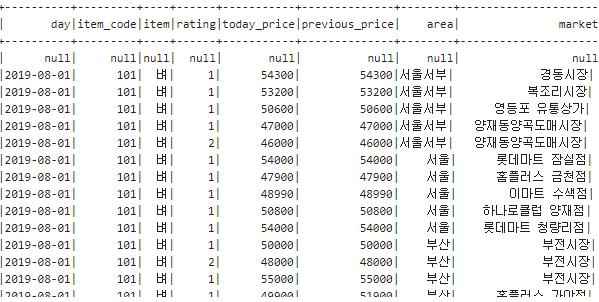 | day|item_code|item|rating|today_price|previous_price| area| market|
| null| null|null| null| null| null| null| null|
|2019-08-01| 101| 벼| 1| 54300| 54300|서울서부| 경동시장|
|2019-08-01| 101| 벼| 1| 53200| 53200|서울서부| 복조리시장|
|2019-08-01| 101| 벼| 1| 50600| 50600|서울서부| 영등포 유통상가|
|2019-08-01| 101| 벼| 1| 47000| 47000|서울서부| 양재동양곡도매시장|
|2019-08-01| 101| 벼| 2| 46000| 46000|서울서부| 양재동양곡도매시장|
|2019-08-01| 101| 벼| 1| 54000| 54000| 서울| 롯데마트 잠실점|
|2019-08-01| 101| 벼| 1| 47900| 47900| 서울| 홈플러스 금천점|
|2019-08-01| 101| 벼| 1| 48990| 48990| 서울| 이마트 수색점|
|2019-08-01| 101| 벼| 1| 50800| 50800| 서울| 하나로클럽 양재점|
|2019-08-01| 101| 벼| 1| 54000| 54000| 서울| 롯데마트 청량리점|
|2019-08-01| 101| 벼| 1| 50000| 50000| 부산| 부전시장|
|2019-08-01| 101| 벼| 2| 48000| 48000| 부산| 부전시장|
|2019-08-01| 101| 벼| 1| 55000| 55000| 부산| 부전시장|
|2019-08-01| 101| 벼| 1| 49900| 51900| 부산| 홈플러스 가야점|